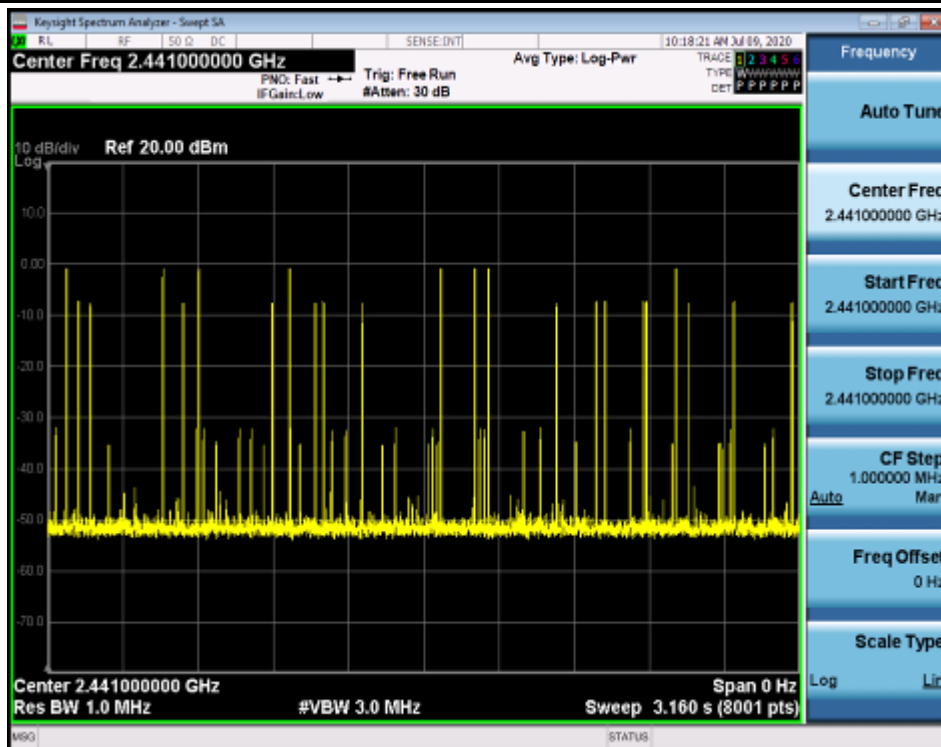 Keysight Spectrum Analyzer - Swept SA
RL RF 50 Ω DC SENSE:INT 10:18:21 AM Jul 09, 2020
Center Freq 2.441000000 GHz
Avg Type: Log-Pwr
TRACE 1 2 3 4 5 6
PNO: Fast
Trig: Free Run
TYPE
IFGain:Low
#Atten: 30 dB
DET P P P P P P
10 dB/div Ref 20.00 dBm
Log
10.0
0.00
-10.0
-20.0
-30.0
-40.0
-50.0
-60.0
-70.0
Center 2.441000000 GHz Span 0 Hz
Res BW 1.0 MHz #VBW 3.0 MHz Sweep 3.160 s (8001 pts)
MSG STATUS
Frequency
Auto Tune
Center Freq
2.441000000 GHz
Start Freq
2.441000000 GHz
Stop Freq
2.441000000 GHz
CF Step
1.000000 MHz
Auto Man
Freq Offset
0 Hz
Scale Type
Log Lin